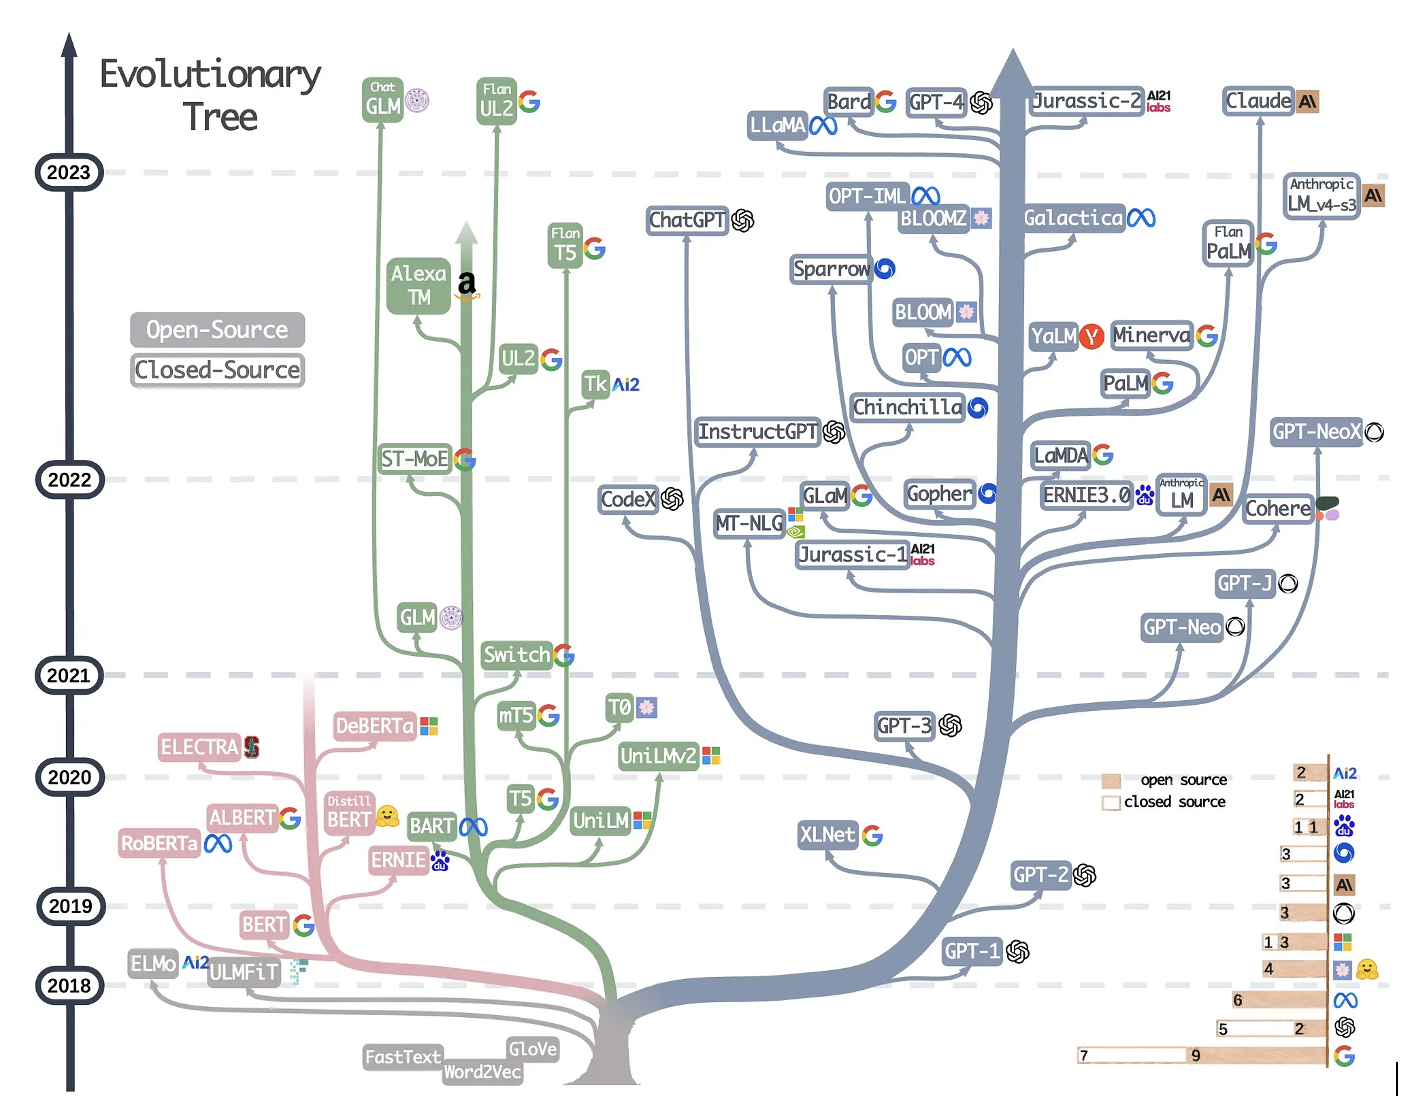 Evolutionary
Tree
2023
2022
2021
2020
2019
2018
Open-Source
Closed-Source
Chat
GLM
Flan
UL2
Bard
GPT-4
Jurassic-2
AI21
labs
Claude
A\
LLaMA
OPT-IML
BLOOMZ
Galactica
Anthropic
LM_v4-s3
A\
ChatGPT
Flan
T5
Flan
PaLM
Alexa
TM
a
Sparrow
BLOOM
YaLM
Y
Minerva
UL2
OPT
Tk
Ai2
PaLM
Chinchilla
InstructGPT
GPT-NeoX
ST-MoE
LaMDA
CodeX
GLaM
Gopher
ERNIE3.0
du
Anthropic
LM
A\
Cohere
MT-NLG
Jurassic-1
AI21
labs
GPT-J
GLM
GPT-Neo
Switch
mT5
T0
DeBERTa
GPT-3
ELECTRA
S
UniLMv2
T5
Distill
BERT
ALBERT
BART
UniLM
RoBERTa
ERNIE
du
XLNet
GPT-2
BERT
GPT-1
ELMo
Ai2
ULMFiT
GloVe
FastText
Word2Vec
open source
closed source
2
Ai2
2
AI21
labs
1 1
du
3
3
A\
3
1 3
4
6
5 2
7 9